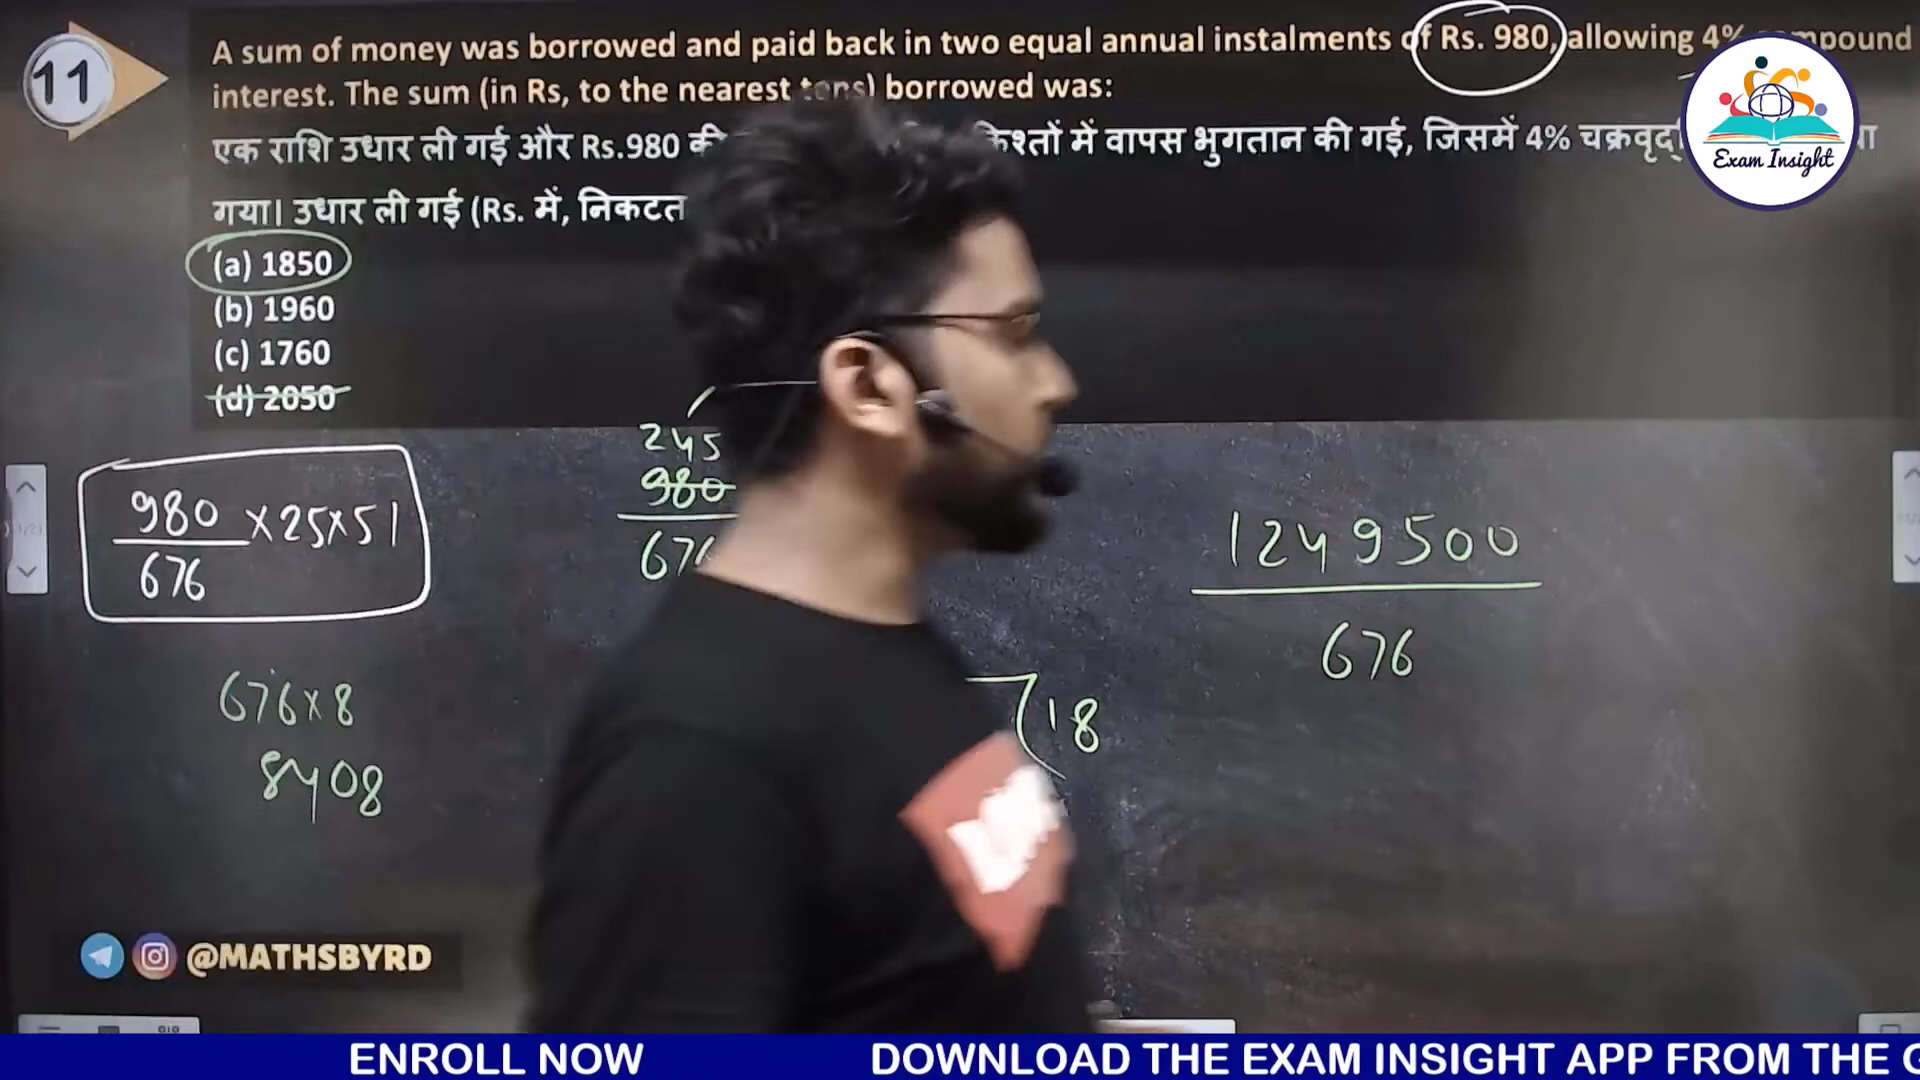 11
A sum of money was borrowed and paid back in two equal annual instalments of Rs. 980, allowing 4% compound
interest. The sum (in Rs, to the nearest tens) borrowed was:
एक राशि उधार ली गई और Rs.980 की किश्तों में वापस भुगतान की गई, जिसमें 4%
गया। उधार ली गई (Rs. में,
(a) 1850
(b) 1960
(c) 1760
(d) 2050
Exam Insight
980
676
×25×51
676×8
8408
245
980
676
18
1249500
676
@MATHSBYRD
ENROLL NOW DOWNLOAD THE EXAM INSIGHT APP FROM THE